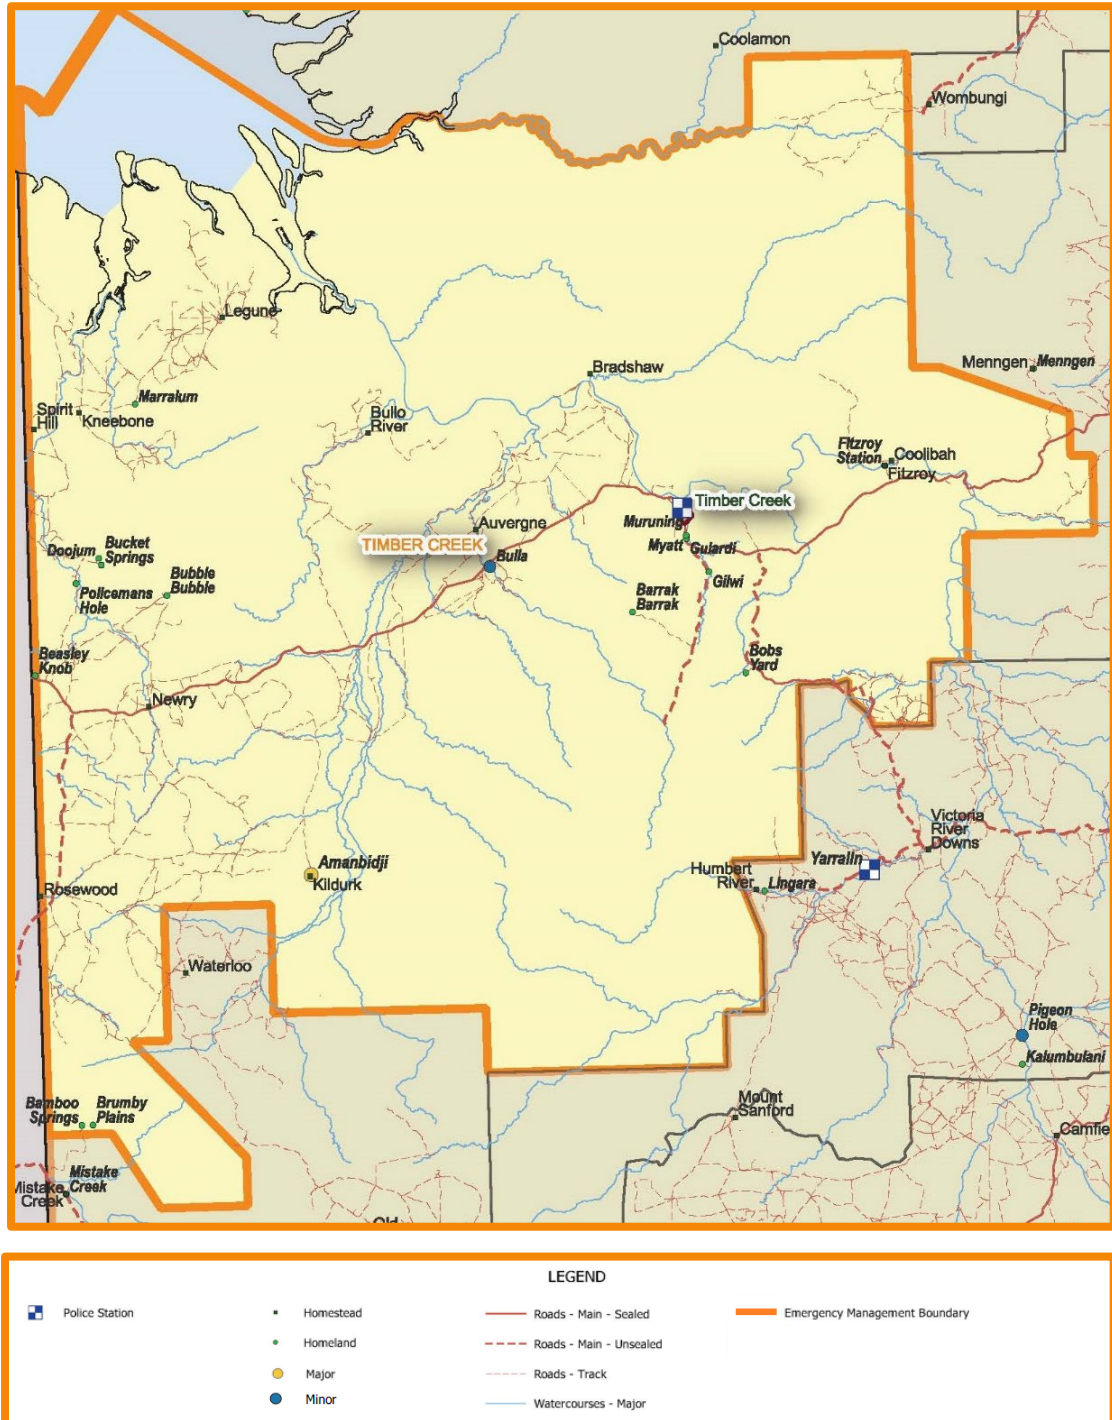 Coolamon
Wombungi
Legune
Bradshaw
Menngen
Menngen
Marralum
Spirit
Hill
Kneebone
Bullo
River
Fitzroy
Station
Coolibah
Fitzroy
Timber Creek
Muruning
Auvergne
TIMBER CREEK
Myatt
Gulardi
Doojum
Bucket
Springs
Bulla
Gilwi
Bubble
Bubble
Policemans
Hole
Barrak
Barrak
Beasley
Knob
Bobs
Yard
Newry
Victoria
River
Downs
Amanbidji
Kildurk
Yarralin
Humbert
River
Lingara
Rosewood
Waterloo
Pigeon
Hole
Kalumbulani
Bamboo
Springs
Brumby
Plains
Mount
Sanford
Camfie
Mistake
Creek
Mistake
Creek
Old
LEGEND
Police Station
Homestead
Roads - Main - Sealed
Emergency Management Boundary
Homeland
Roads - Main - Unsealed
Major
Roads - Track
Minor
Watercourses - Major